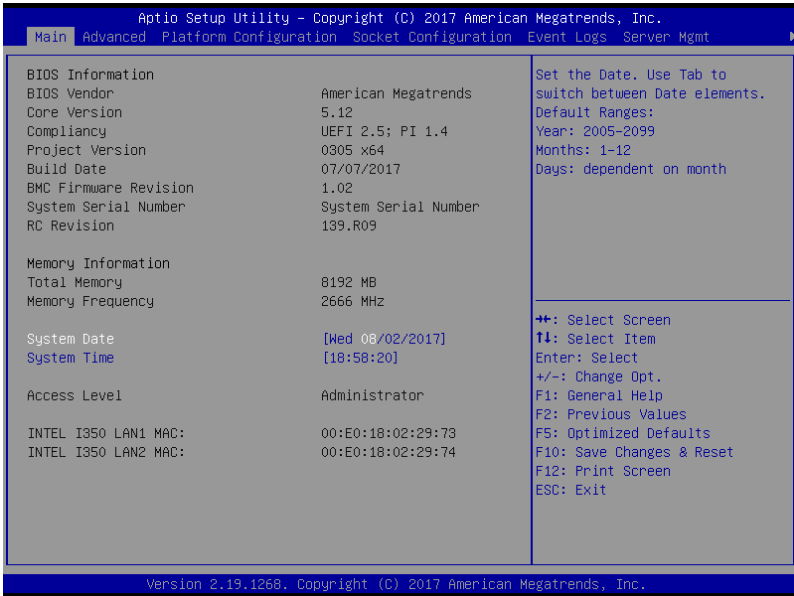 Aptio Setup Utility – Copyright (C) 2017 American Megatrends, Inc.
Main Advanced Platform Configuration Socket Configuration Event Logs Server Mgmt
BIOS Information
BIOS Vendor American Megatrends
Core Version 5.12
Compliancy UEFI 2.5; PI 1.4
Project Version 0305 x64
Build Date 07/07/2017
BMC Firmware Revision 1.02
System Serial Number System Serial Number
RC Revision 139.R09
Memory Information
Total Memory 8192 MB
Memory Frequency 2666 MHz
System Date [Wed 08/02/2017]
System Time [18:58:20]
Access Level Administrator
INTEL I350 LAN1 MAC: 00:E0:18:02:29:73
INTEL I350 LAN2 MAC: 00:E0:18:02:29:74
Set the Date. Use Tab to
switch between Date elements.
Default Ranges:
Year: 2005-2099
Months: 1-12
Days: dependent on month
→←: Select Screen
↑↓: Select Item
Enter: Select
+/-: Change Opt.
F1: General Help
F2: Previous Values
F5: Optimized Defaults
F10: Save Changes & Reset
F12: Print Screen
ESC: Exit
Version 2.19.1268. Copyright (C) 2017 American Megatrends, Inc.